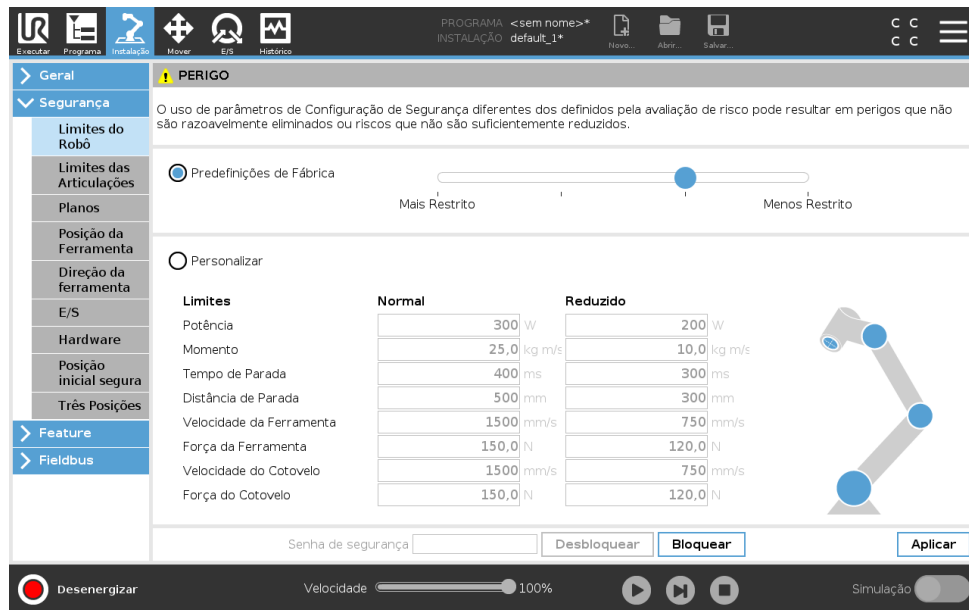 UR
PROGRAMA <sem nome>*
INSTALAÇÃO default_1*
Executar Programa Instalação Mover E/S Histórico Novo... Abrir... Salvar...
C C
C C
Geral
Segurança
Limites do
Robô
Limites das
Articulações
Planos
Posição da
Ferramenta
Direção da
ferramenta
E/S
Hardware
Posição
inicial segura
Três Posições
Feature
Fieldbus
PERIGO
O uso de parâmetros de Configuração de Segurança diferentes dos definidos pela avaliação de risco pode resultar em perigos que não
são razoavelmente eliminados ou riscos que não são suficientemente reduzidos.
Predefinições de Fábrica
Mais Restrito Menos Restrito
Personalizar
Limites Normal Reduzido
Potência 300 W 200 W
Momento 25,0 kg m/s 10,0 kg m/s
Tempo de Parada 400 ms 300 ms
Distância de Parada 500 mm 300 mm
Velocidade da Ferramenta 1500 mm/s 750 mm/s
Força da Ferramenta 150,0 N 120,0 N
Velocidade do Cotovelo 1500 mm/s 750 mm/s
Força do Cotovelo 150,0 N 120,0 N
Senha de segurança Desbloquear Bloquear Aplicar
Desenergizar Velocidade 100% Simulação